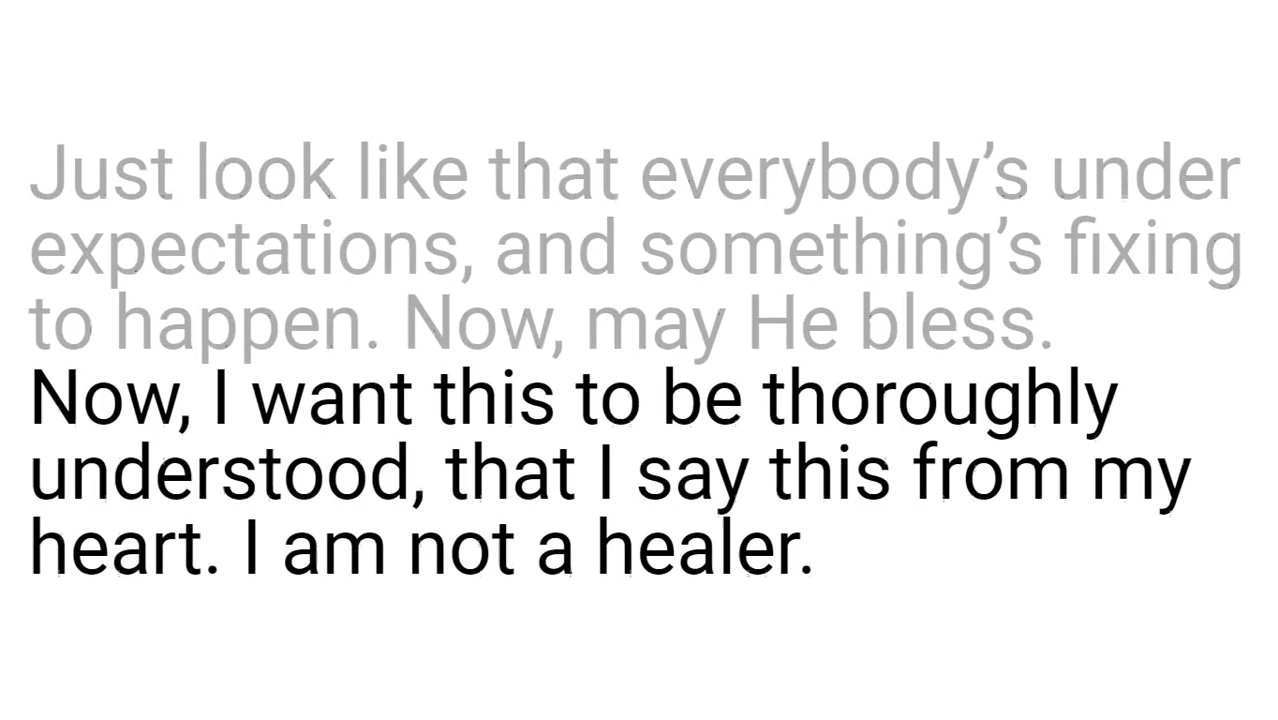 Just look like that everybody’s under
expectations, and something’s fixing
to happen. Now, may He bless.
Now, I want this to be thoroughly
understood, that I say this from my
heart. I am not a healer.